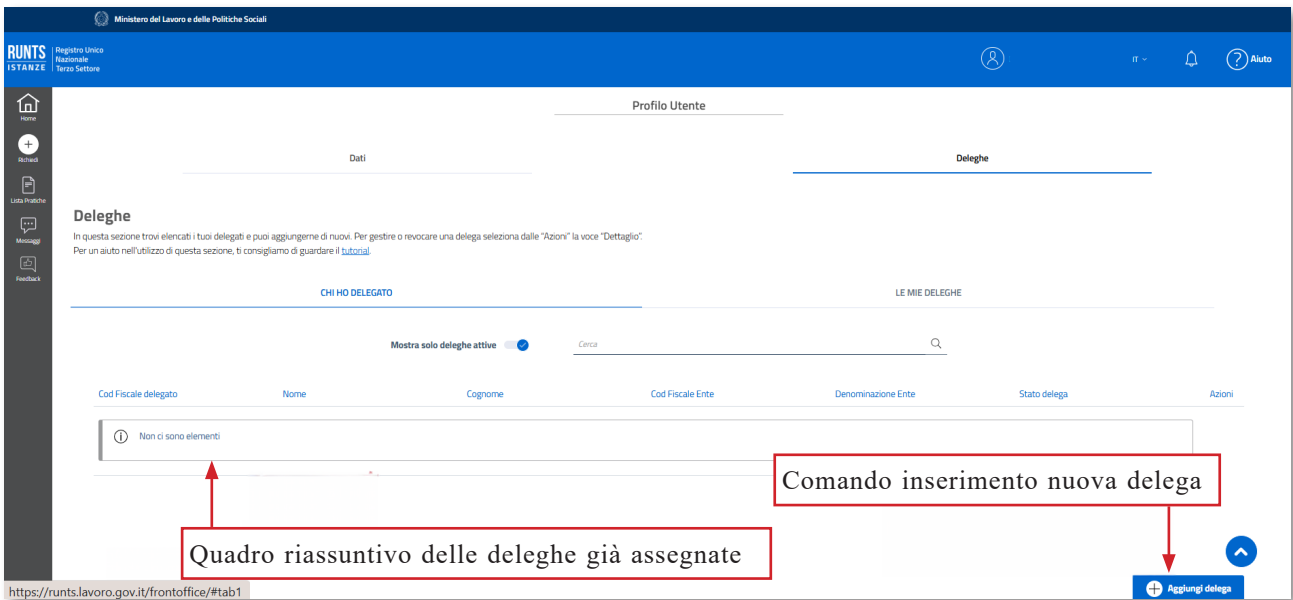 Ministero del Lavoro e delle Politiche Sociali
RUNTS
ISTANZE
Registro Unico
Nazionale
Terzo Settore
IT
Aiuto
Home
Richiedi
Lista Pratiche
Messaggi
Feedback
Profilo Utente
Dati
Deleghe
Deleghe
In questa sezione trovi elencati i tuoi delegati e puoi aggiungerne di nuovi. Per gestire o revocare una delega seleziona dalle "Azioni" la voce "Dettaglio".
Per un aiuto nell'utilizzo di questa sezione, ti consigliamo di guardare il tutorial.
CHI HO DELEGATO
LE MIE DELEGHE
Mostra solo deleghe attive
Cerca
Cod Fiscale delegato
Nome
Cognome
Cod Fiscale Ente
Denominazione Ente
Stato delega
Azioni
Non ci sono elementi
Comando inserimento nuova delega
Quadro riassuntivo delle deleghe già assegnate
Aggiungi delega
https://runts.lavoro.gov.it/frontoffice/#tab1